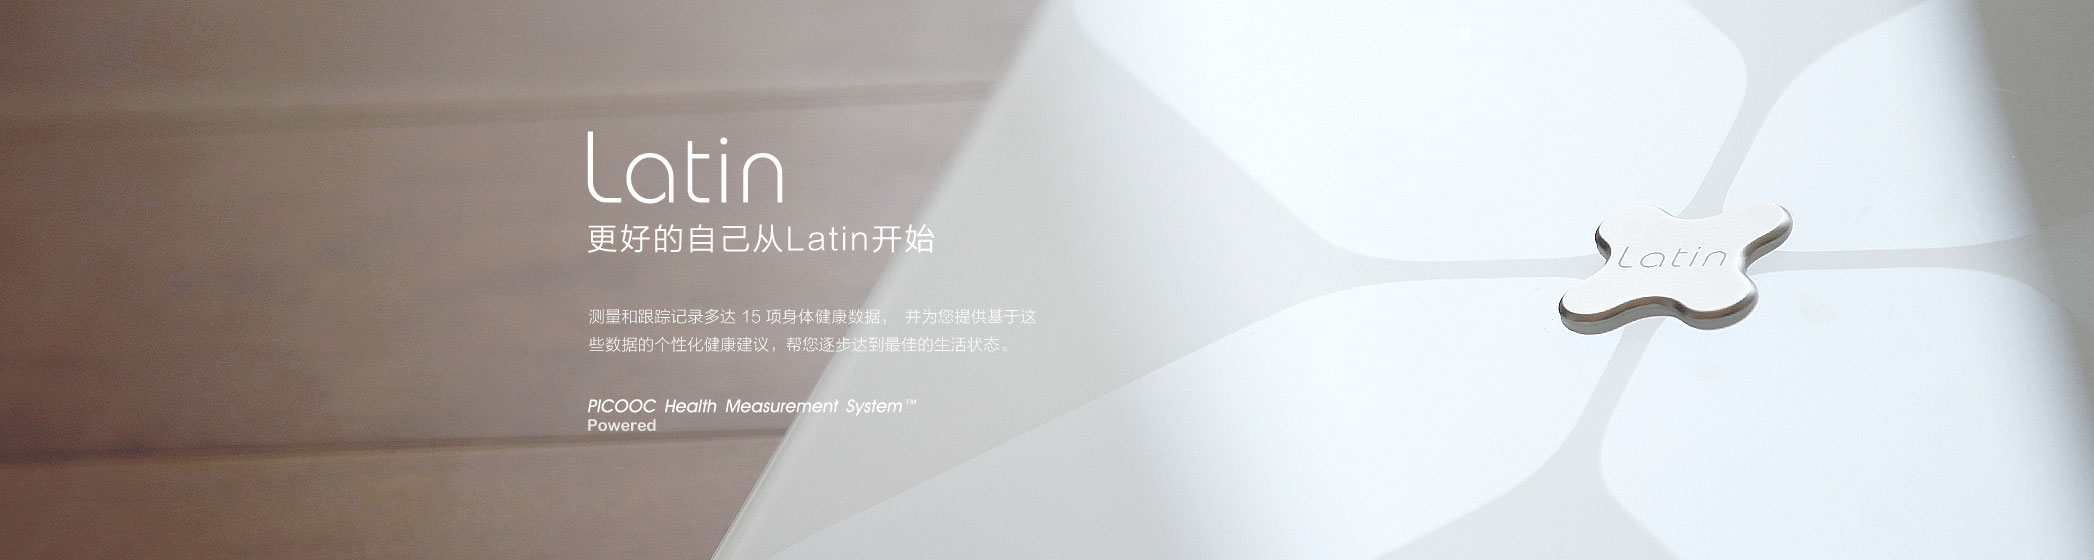 Latin
更好的自己从Latin开始
测量和跟踪记录多达 15 项身体健康数据， 并为您提供基于这
些数据的个性化健康建议，帮您逐步达到最佳的生活状态。
PICOOC Health Measurement System™
Powered
Latin